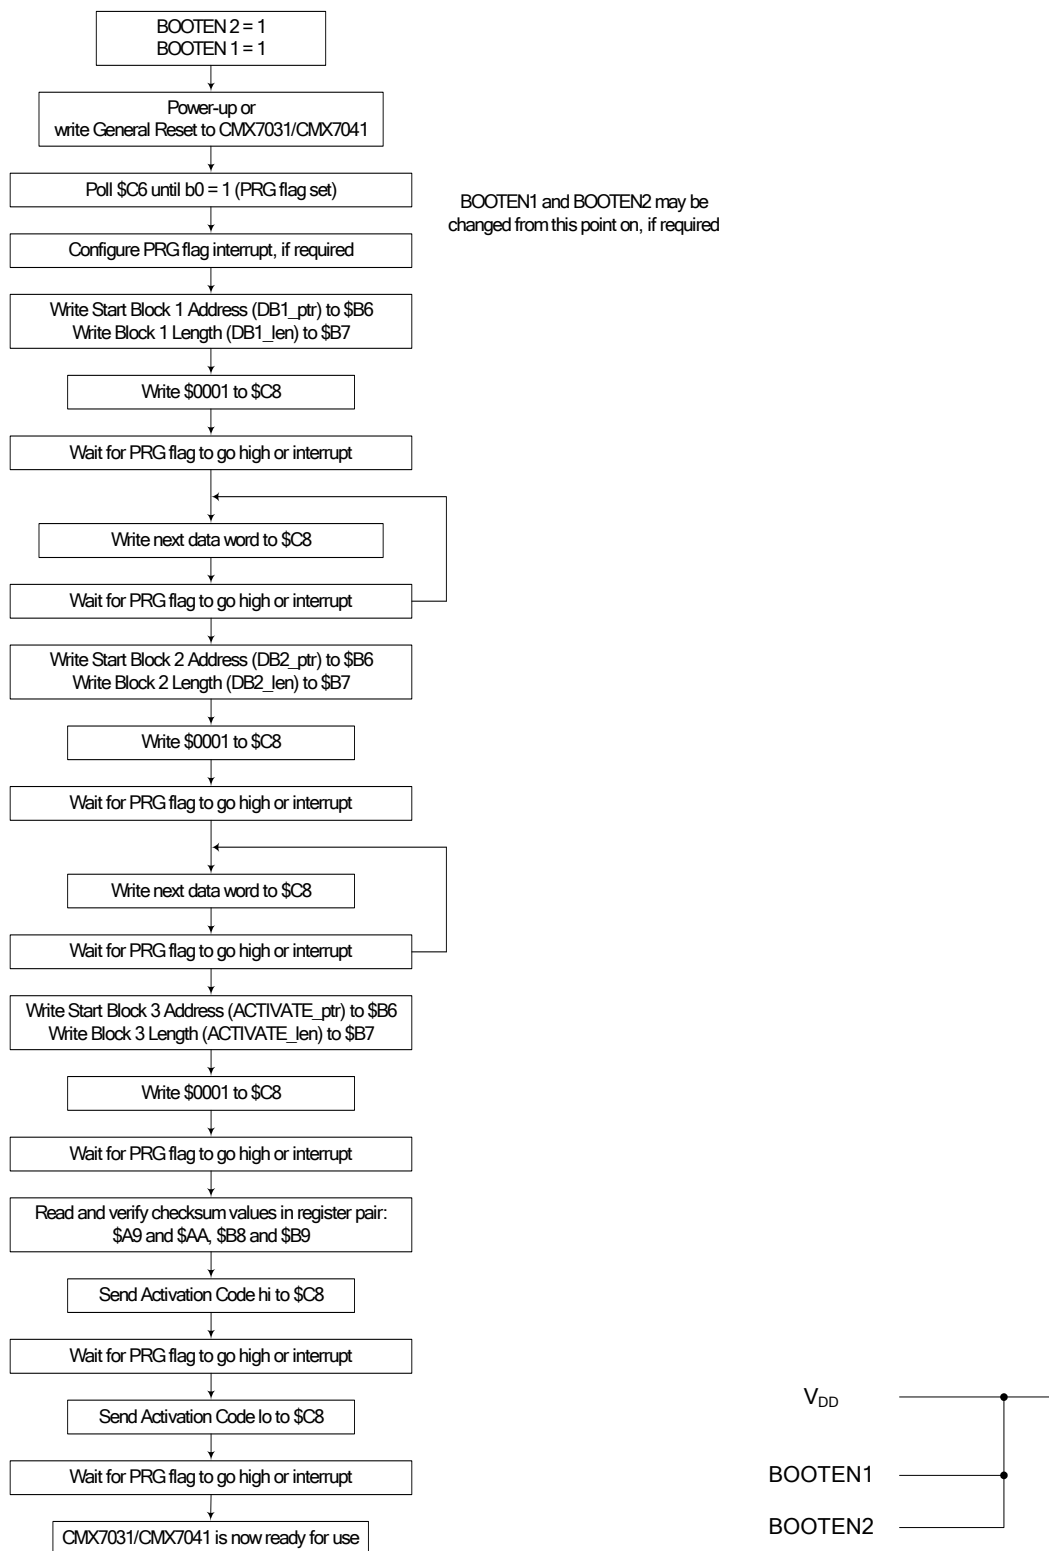 BOOTEN 2 = 1
BOOTEN 1 = 1
Power-up or
write General Reset to CMX7031/CMX7041
Poll $C6 until b0 = 1 (PRG flag set)
BOOTEN1 and BOOTEN2 may be
changed from this point on, if required
Configure PRG flag interrupt, if required
Write Start Block 1 Address (DB1_ptr) to $B6
Write Block 1 Length (DB1_len) to $B7
Write $0001 to $C8
Wait for PRG flag to go high or interrupt
Write next data word to $C8
Wait for PRG flag to go high or interrupt
Write Start Block 2 Address (DB2_ptr) to $B6
Write Block 2 Length (DB2_len) to $B7
Write $0001 to $C8
Wait for PRG flag to go high or interrupt
Write next data word to $C8
Wait for PRG flag to go high or interrupt
Write Start Block 3 Address (ACTIVATE_ptr) to $B6
Write Block 3 Length (ACTIVATE_len) to $B7
Write $0001 to $C8
Wait for PRG flag to go high or interrupt
Read and verify checksum values in register pair:
$A9 and $AA, $B8 and $B9
Send Activation Code hi to $C8
Wait for PRG flag to go high or interrupt
Send Activation Code lo to $C8
Wait for PRG flag to go high or interrupt
CMX7031/CMX7041 is now ready for use
VDD
BOOTEN1
BOOTEN2